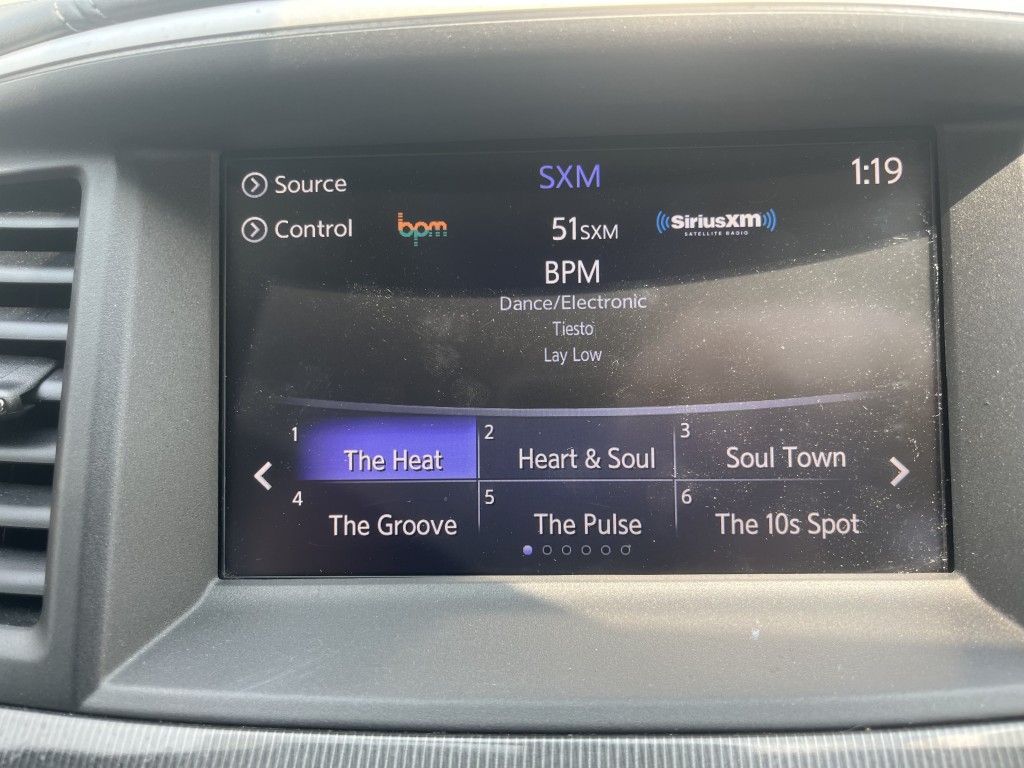 Source
SXM
1:19
Control
bpm
51SXM
SiriusXM
SATELLITE RADIO
BPM
Dance/Electronic
Tiesto
Lay Low
1
The Heat
2
Heart & Soul
3
Soul Town
4
The Groove
5
The Pulse
6
The 10s Spot